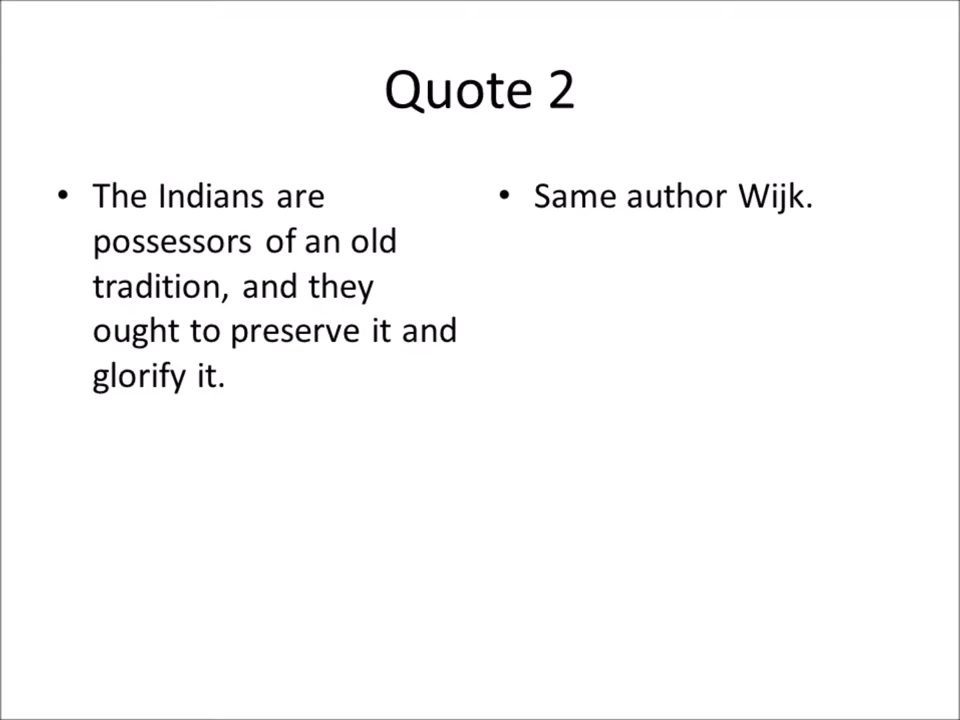 Quote 2
• The Indians are
possessors of an old
tradition, and they
ought to preserve it and
glorify it.
• Same author Wijk.